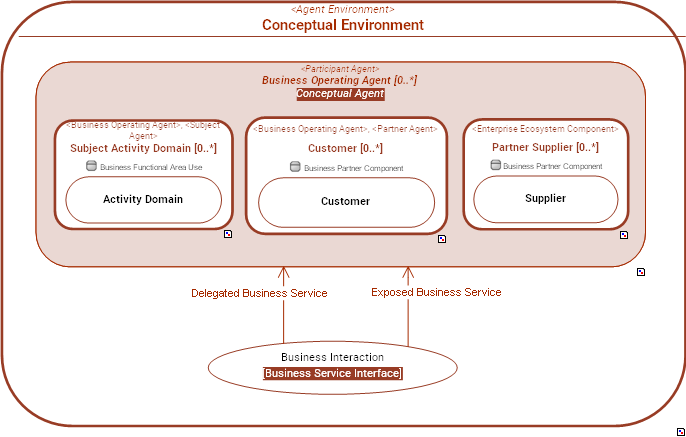 <Agent Environment>
Conceptual Environment
<Participant Agent>
Business Operating Agent [0..*]
Conceptual Agent
<Business Operating Agent>, <Subject
Agent>
Subject Activity Domain [0..*]
Business Functional Area Use
Activity Domain
<Business Operating Agent>, <Partner Agent>
Customer [0..*]
Business Partner Component
Customer
<Enterprise Ecosystem Component>
Partner Supplier [0..*]
Business Partner Component
Supplier
Delegated Business Service
Exposed Business Service
Business Interaction
[Business Service Interface]